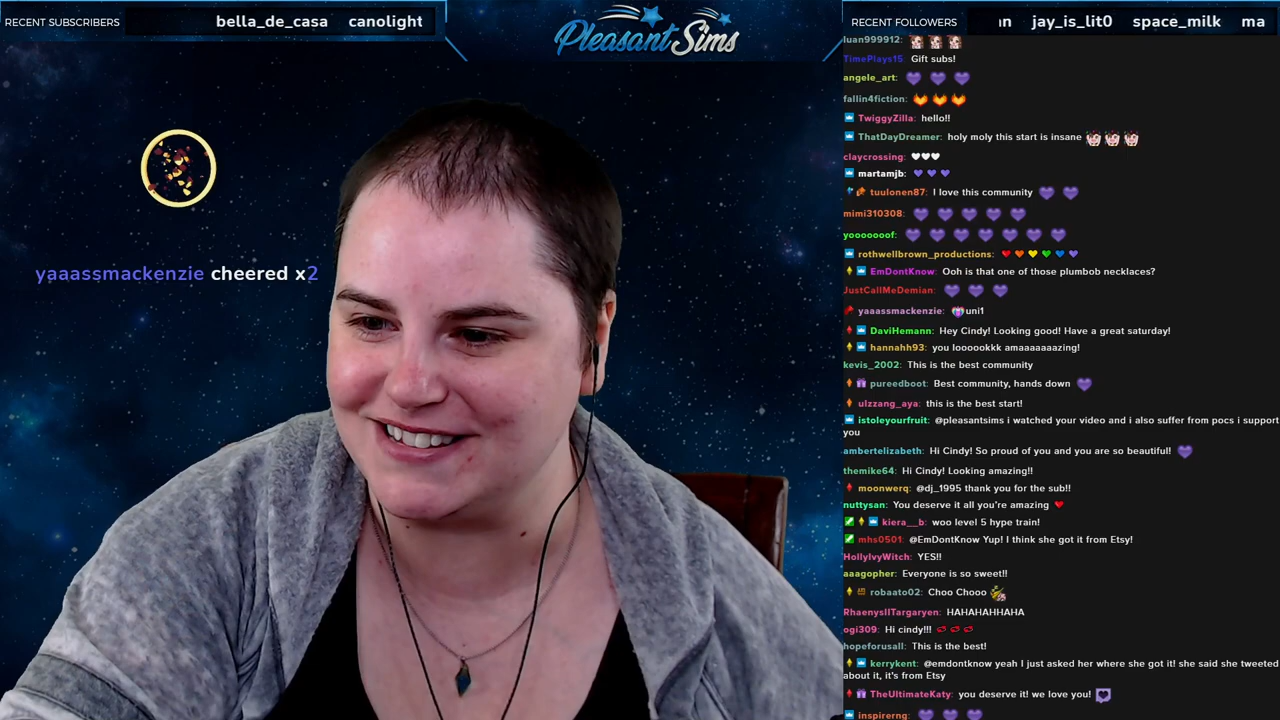 RECENT SUBSCRIBERS
bella_de_casa canolight
PleasantSims
RECENT FOLLOWERS
jay_is_lit0 space_milk ma
yaaassmackenzie cheered x2
luan999912:
TimePlays15: Gift subs!
angele_art:
fallin4fiction:
TwiggyZilla: hello!!
ThatDayDreamer: holy moly this start is insane
claycrossing:
martamjb:
tuulonen87: I love this community
mimi310308:
yooooooof:
rothwellbrown_productions:
EmDontKnow: Ooh is that one of those plumbob necklaces?
JustCallMeDemian:
yaaassmackenzie: uni1
DaviHemann: Hey Cindy! Looking good! Have a great saturday!
hannahh93: you loooookkk amaaaaaaazing!
kevis_2002: This is the best community
pureedboot: Best community, hands down
ulzzang_aya: this is the best start!
istoleyourfruit: @pleasantsims i watched your video and i also suffer from pocs i support
you
ambertelizabeth: Hi Cindy! So proud of you and you are so beautiful!
themike64: Hi Cindy! Looking amazing!!
moonwerq: @dj_1995 thank you for the sub!!
nuttysan: You deserve it all you're amazing
kiera__b: woo level 5 hype train!
mhs0501: @EmDontKnow Yup! I think she got it from Etsy!
HollyIvyWitch: YES!!
aaagopher: Everyone is so sweet!!
robaato02: Choo Chooo
RhaenysIITargaryen: HAHAHAHHAHA
ogi309: Hi cindy!!!
hopeforusall: This is the best!
kerrykent: @emdontknow yeah I just asked her where she got it! she said she tweeted
about it, it's from Etsy
TheUltimateKaty: you deserve it! we love you!
inspirerng: